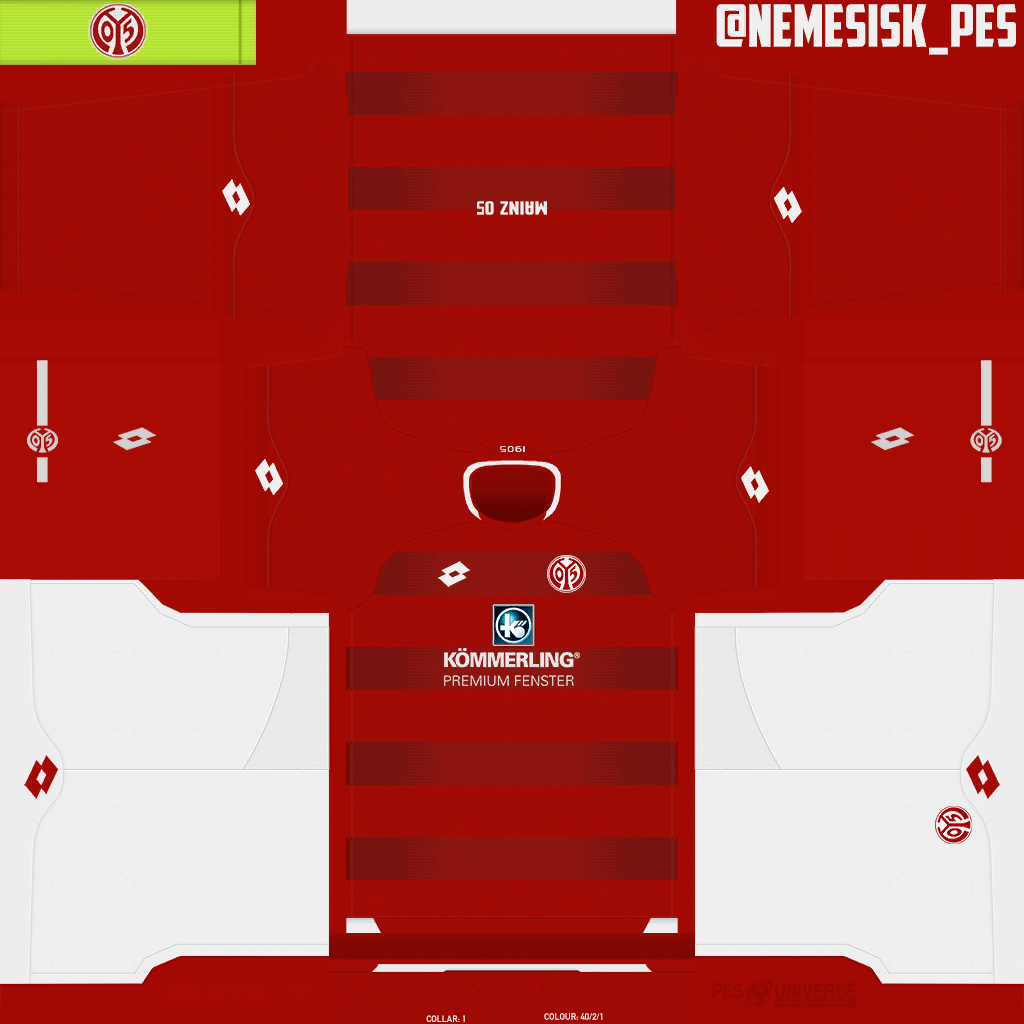 @NEMESISK_PES
MAINZ 05
1905
KÖMMERLING®
PREMIUM FENSTER
PES UNIVERSE
COLLAR: 1
COLOUR: 40/2/1